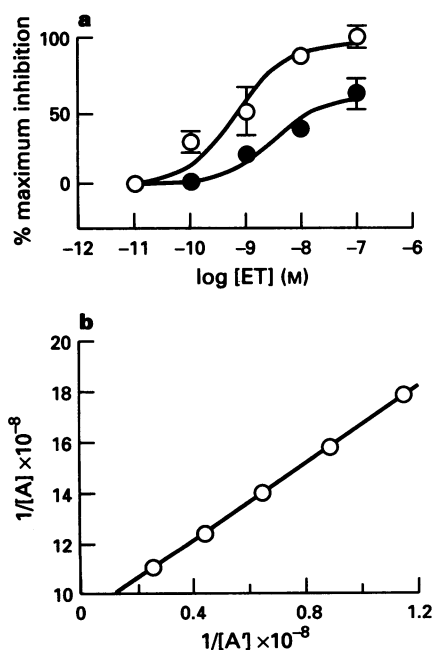 a
% maximum inhibition
100
50
0
−12 −11 −10 −9 −8 −7 −6
log [ET] (M)
b
1/[A] ×10⁻⁸
20
18
16
14
12
10
0 0.4 0.8 1.2
1/[A'] ×10⁻⁸